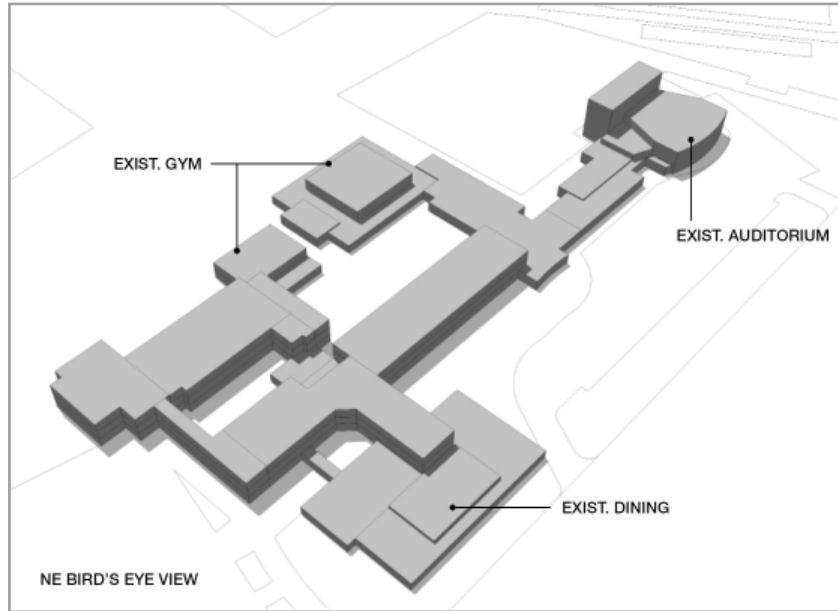 EXIST. GYM
EXIST. AUDITORIUM
EXIST. DINING
NE BIRD'S EYE VIEW